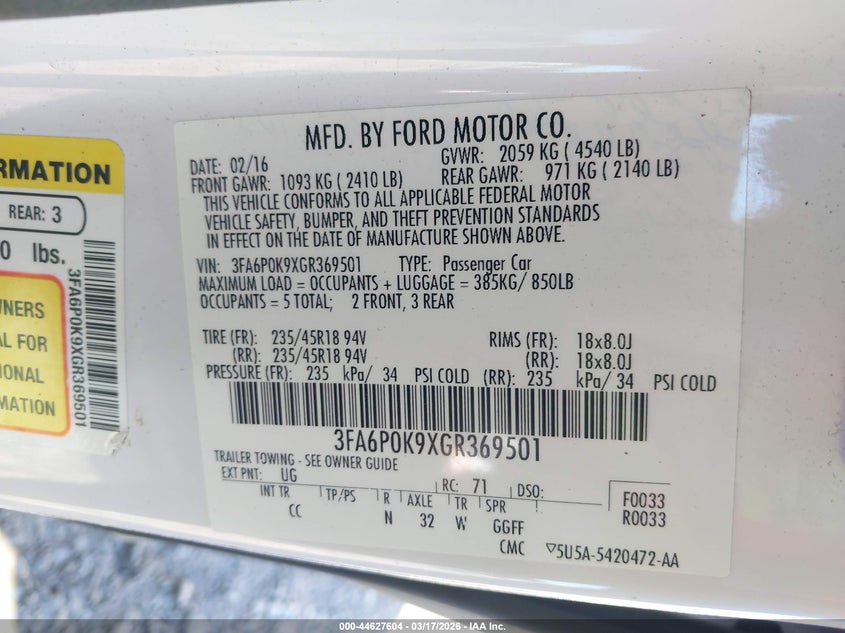 RMATION
REAR: 3
0 lbs.
WNERS
AL FOR
IONAL
RMATION
3FA6P0K9XGR369501
MFD. BY FORD MOTOR CO.
DATE: 02/16 GVWR: 2059 KG ( 4540 LB)
FRONT GAWR: 1093 KG ( 2410 LB) REAR GAWR: 971 KG ( 2140 LB)
THIS VEHICLE CONFORMS TO ALL APPLICABLE FEDERAL MOTOR
VEHICLE SAFETY, BUMPER, AND THEFT PREVENTION STANDARDS
IN EFFECT ON THE DATE OF MANUFACTURE SHOWN ABOVE.
VIN: 3FA6P0K9XGR369501 TYPE: Passenger Car
MAXIMUM LOAD = OCCUPANTS + LUGGAGE = 385KG/ 850LB
OCCUPANTS = 5 TOTAL; 2 FRONT, 3 REAR
TIRE (FR): 235/45R18 94V RIMS (FR): 18x8.0J
(RR): 235/45R18 94V (RR): 18x8.0J
PRESSURE (FR): 235 kPa/ 34 PSI COLD (RR): 235 kPa/ 34 PSI COLD
3FA6P0K9XGR369501
TRAILER TOWING - SEE OWNER GUIDE
EXT PNT: UG RC: 71 DSO: F0033
INT TR TP/PS R AXLE TR SPR R0033
CC N 32 W GGFF
CMC ▽5U5A-5420472-AA
000-44627604 - 03/17/2026 - IAA Inc.